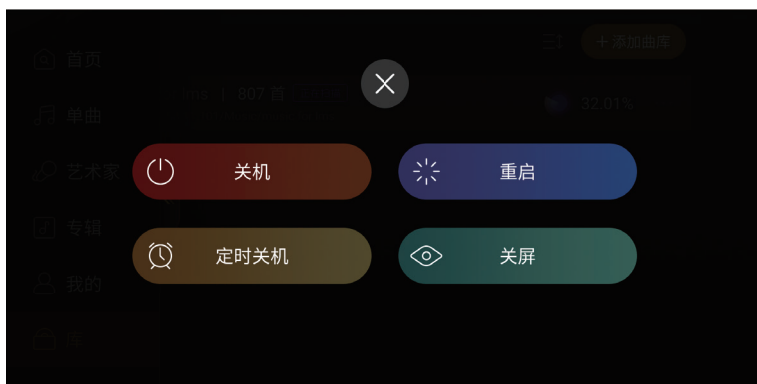 首页
+添加曲库
807 首
32.01%
单曲
艺术家
关机
重启
专辑
定时关机
关屏
我的